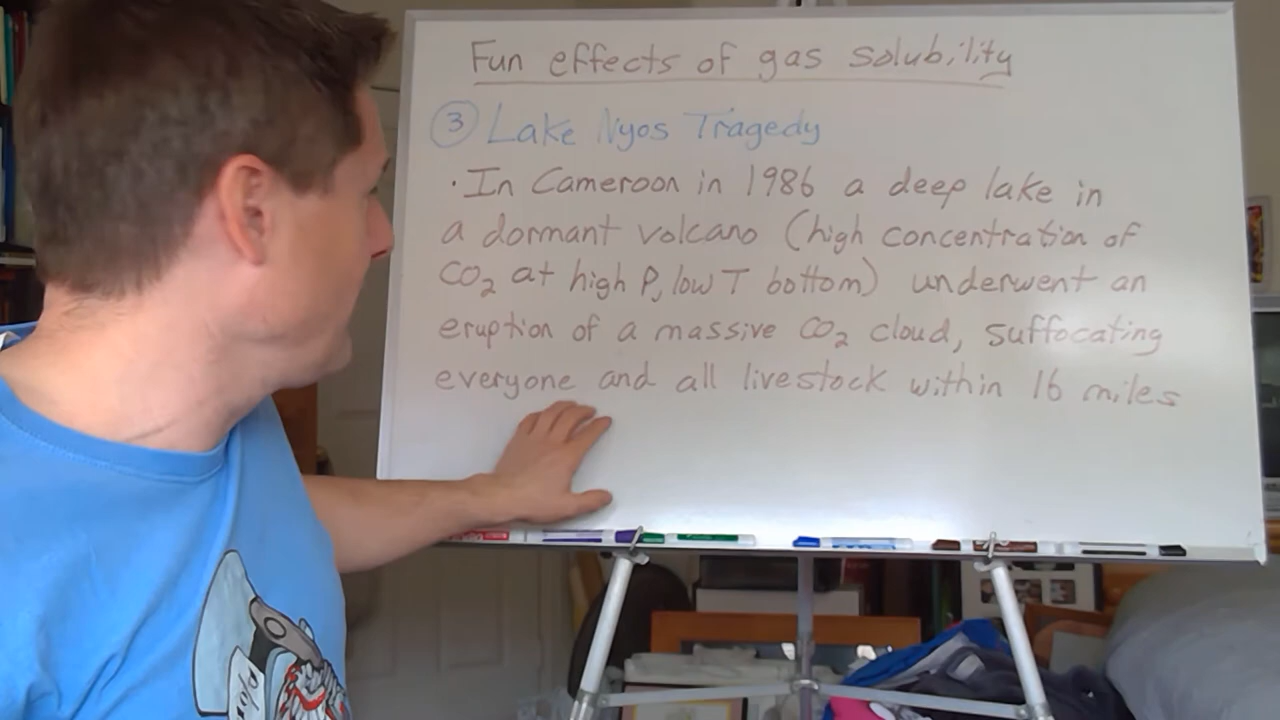 Fun effects of gas solubility
3 Lake Nyos Tragedy
· In Cameroon in 1986 a deep lake in
a dormant volcano (high concentration of
CO₂ at high P, low T bottom) underwent an
eruption of a massive CO₂ cloud, suffocating
everyone and all livestock within 16 miles